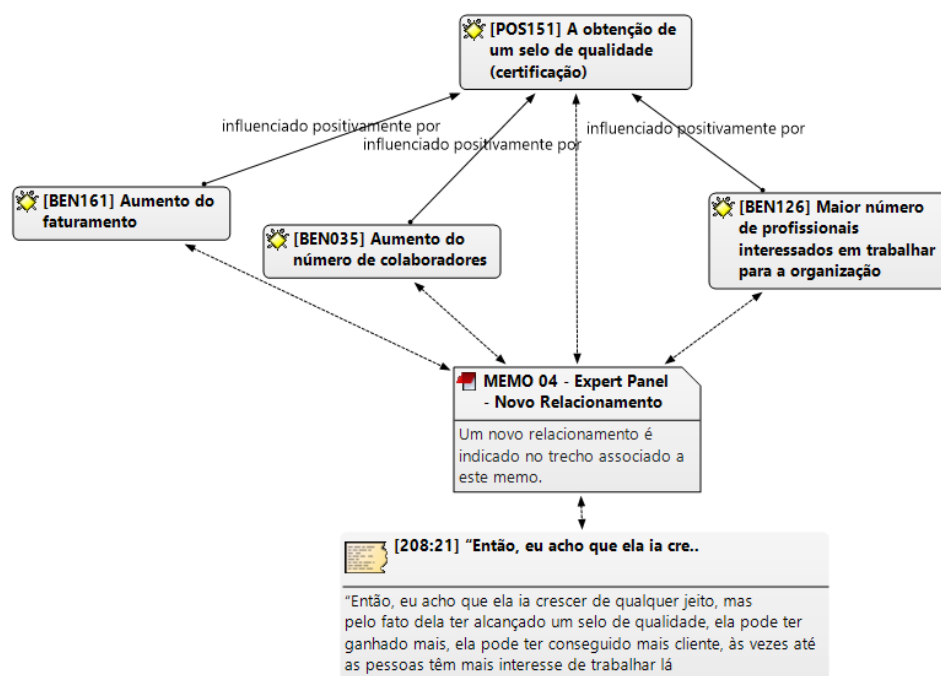 [POS151] A obtenção de
um selo de qualidade
(certificação)
influenciado positivamente por
influenciado positivamente por
influenciado positivamente por
[BEN161] Aumento do
faturamento
[BEN035] Aumento do
número de colaboradores
[BEN126] Maior número
de profissionais
interessados em trabalhar
para a organização
MEMO 04 - Expert Panel
- Novo Relacionamento
Um novo relacionamento é
indicado no trecho associado a
este memo.
[208:21] “Então, eu acho que ela ia cre..
“Então, eu acho que ela ia crescer de qualquer jeito, mas
pelo fato dela ter alcançado um selo de qualidade, ela pode ter
ganhado mais, ela pode ter conseguido mais cliente, às vezes até
as pessoas têm mais interesse de trabalhar lá